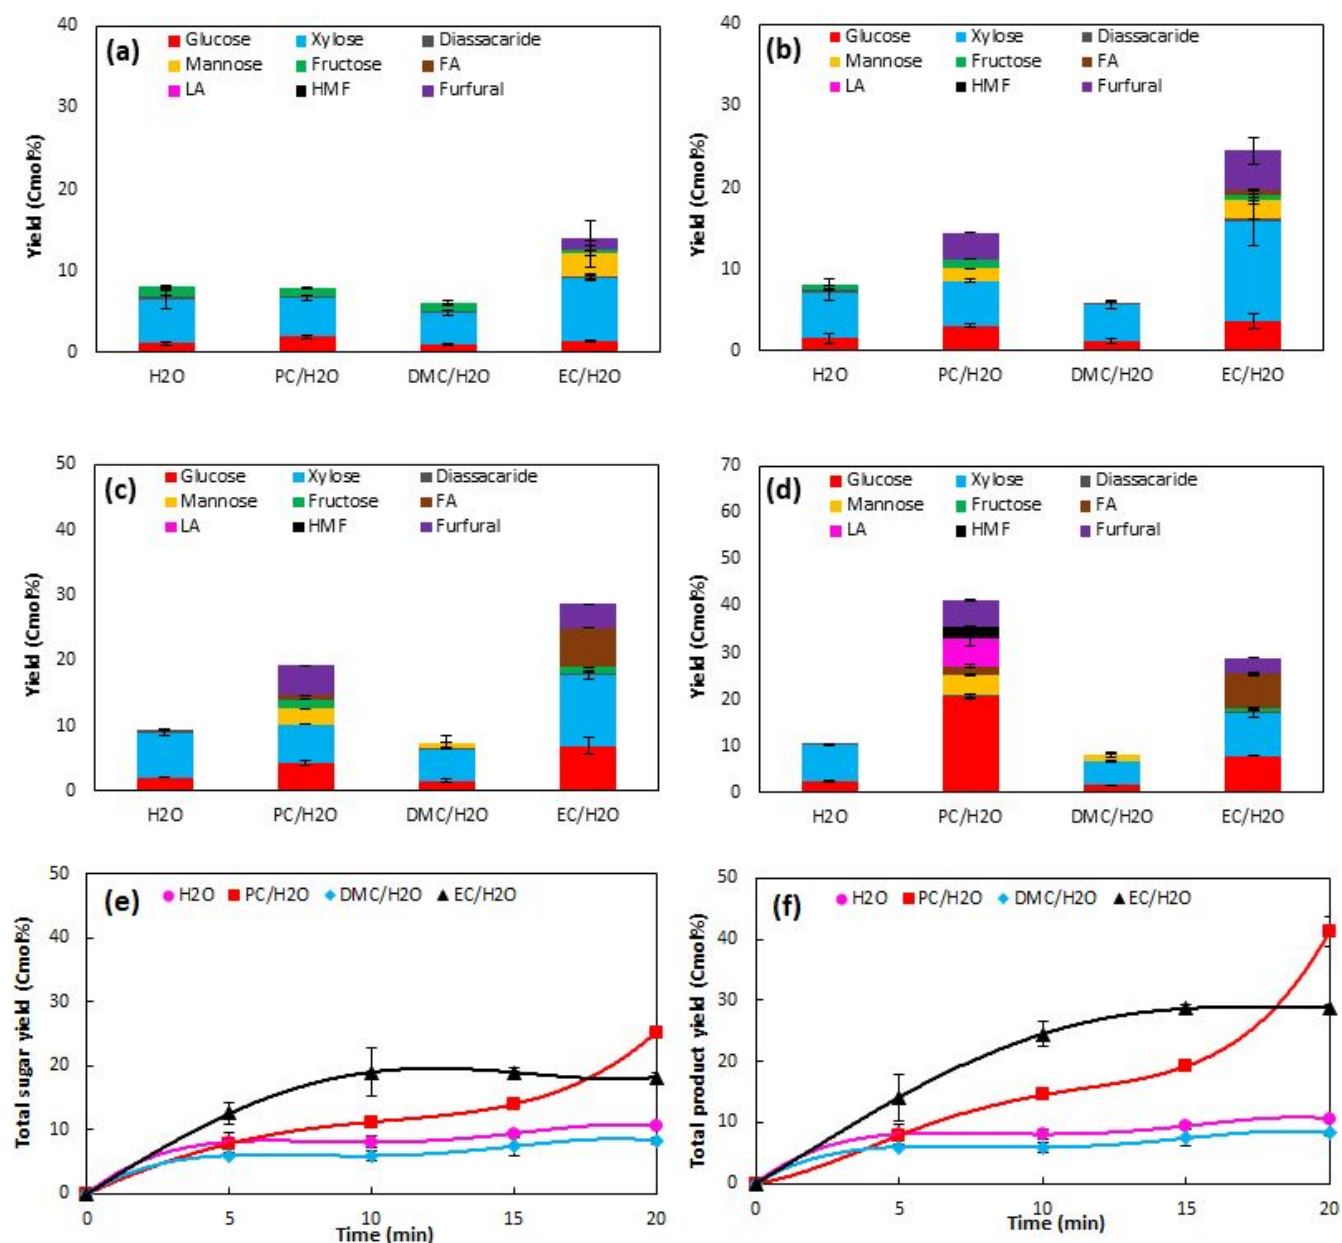 (a)
Glucose Xylose Diassacaride
Mannose Fructose FA
LA HMF Furfural
Yield (Cmol%)
40
30
20
10
0
H2O PC/H2O DMC/H2O EC/H2O
(b)
Glucose Xylose Diassacaride
Mannose Fructose FA
LA HMF Furfural
Yield (Cmol%)
40
30
20
10
0
H2O PC/H2O DMC/H2O EC/H2O
(c)
Glucose Xylose Diassacaride
Mannose Fructose FA
LA HMF Furfural
Yield (Cmol%)
50
40
30
20
10
0
H2O PC/H2O DMC/H2O EC/H2O
(d)
Glucose Xylose Diassacaride
Mannose Fructose FA
LA HMF Furfural
Yield (Cmol%)
70
60
50
40
30
20
10
0
H2O PC/H2O DMC/H2O EC/H2O
(e)
H2O PC/H2O DMC/H2O EC/H2O
Total sugar yield (Cmol%)
50
40
30
20
10
0
0 5 10 15 20
Time (min)
(f)
H2O PC/H2O DMC/H2O EC/H2O
Total product yield (Cmol%)
50
40
30
20
10
0
0 5 10 15 20
Time (min)